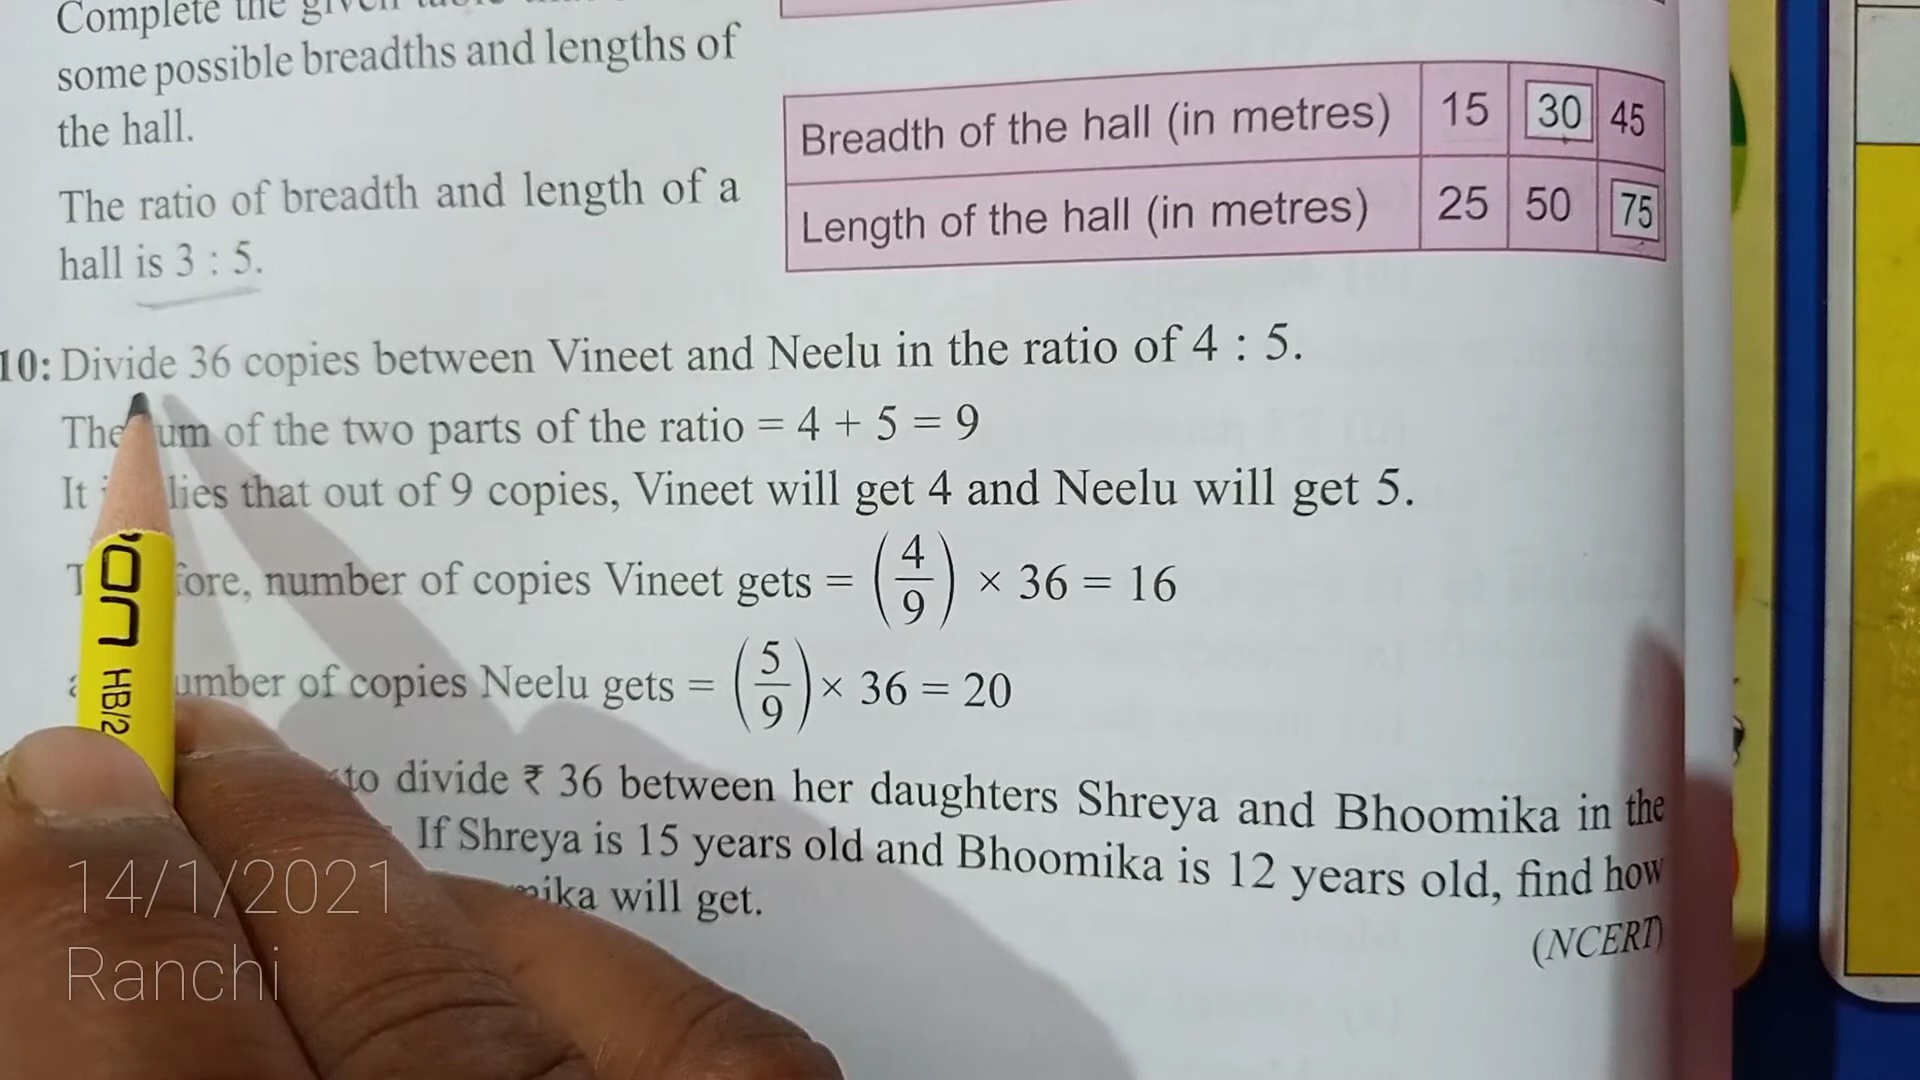 Complete the given
some possible breadths and lengths of
the hall.
The ratio of breadth and length of a
hall is 3 : 5.
Breadth of the hall (in metres) 15 30 45
Length of the hall (in metres) 25 50 75
10: Divide 36 copies between Vineet and Neelu in the ratio of 4 : 5.
The um of the two parts of the ratio = 4 + 5 = 9
It lies that out of 9 copies, Vineet will get 4 and Neelu will get 5.
fore, number of copies Vineet gets = (4/9) × 36 = 16
umber of copies Neelu gets = (5/9) × 36 = 20
to divide ₹ 36 between her daughters Shreya and Bhoomika in the
If Shreya is 15 years old and Bhoomika is 12 years old, find how
mika will get.
(NCERT)
HB/2
14/1/2021
Ranchi